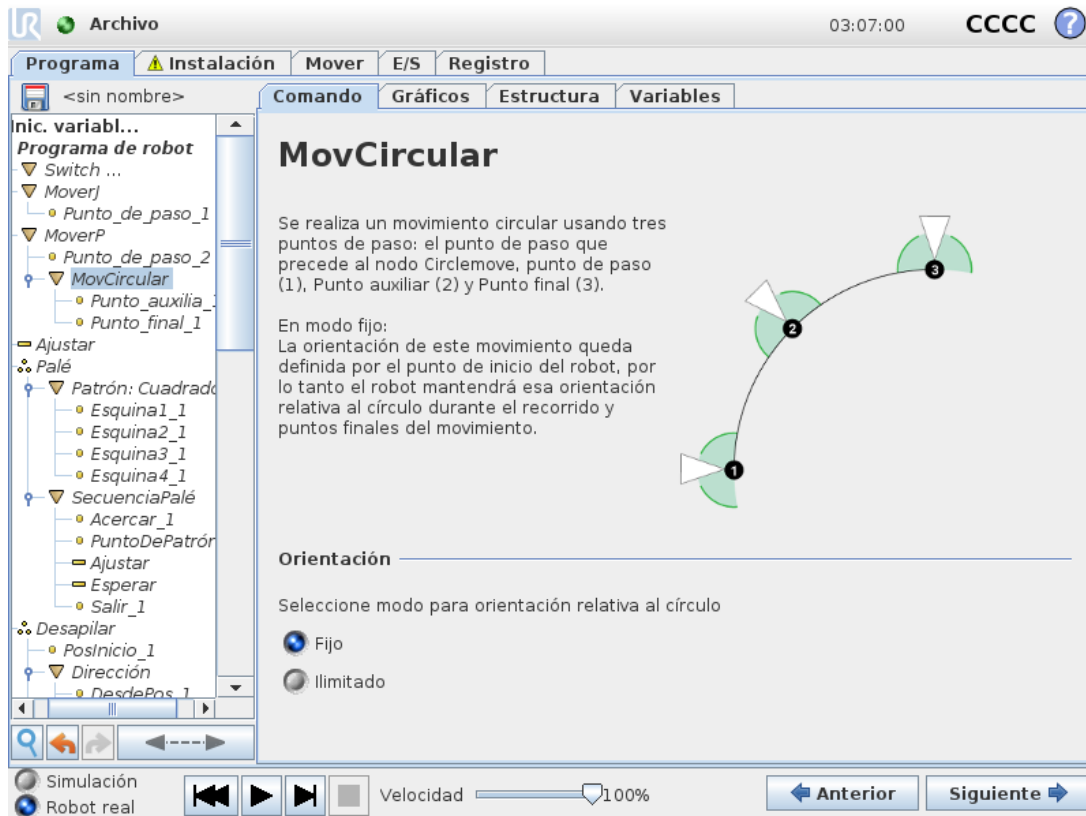 UR Archivo 03:07:00 CCCC ?
Programa Instalación Mover E/S Registro
<sin nombre>
Comando Gráficos Estructura Variables
Inic. variabl...
Programa de robot
Switch ...
MoverJ
Punto_de_paso_1
MoverP
Punto_de_paso_2
MovCircular
Punto_auxilia_1
Punto_final_1
Ajustar
Palé
Patrón: Cuadrado
Esquina1_1
Esquina2_1
Esquina3_1
Esquina4_1
SecuenciaPalé
Acercar_1
PuntoDePatrón
Ajustar
Esperar
Salir_1
Desapilar
PosInicio_1
Dirección
DesdePos_1
MovCircular
Se realiza un movimiento circular usando tres
puntos de paso: el punto de paso que
precede al nodo Circlemove, punto de paso
(1), Punto auxiliar (2) y Punto final (3).
En modo fijo:
La orientación de este movimiento queda
definida por el punto de inicio del robot, por
lo tanto el robot mantendrá esa orientación
relativa al círculo durante el recorrido y
puntos finales del movimiento.
3
2
1
Orientación
Seleccione modo para orientación relativa al círculo
Fijo
Ilimitado
Simulación
Robot real
Velocidad 100%
Anterior
Siguiente